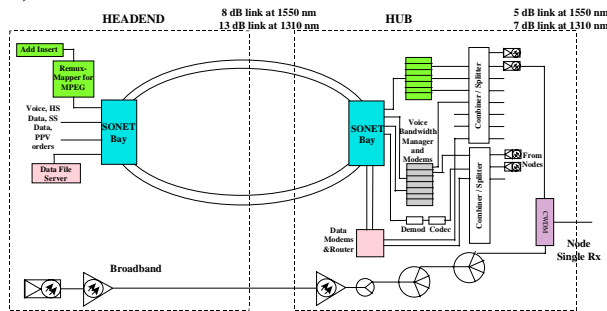 HEADEND
8 dB link at 1550 nm
13 dB link at 1310 nm
HUB
5 dB link at 1550 nm
7 dB link at 1310 nm
Add Insert
Remux-
Mapper for
MPEG
Voice, HS
Data, SS
Data,
PPV
orders
SONET
Bay
Data File
Server
SONET
Bay
Voice
Bandwidth
Manager
and
Modems
Combiner / Splitter
Combiner / Splitter
From
Nodes
Demod
Codec
Data
Modems
&Router
CWDM
Node
Single Rx
Broadband